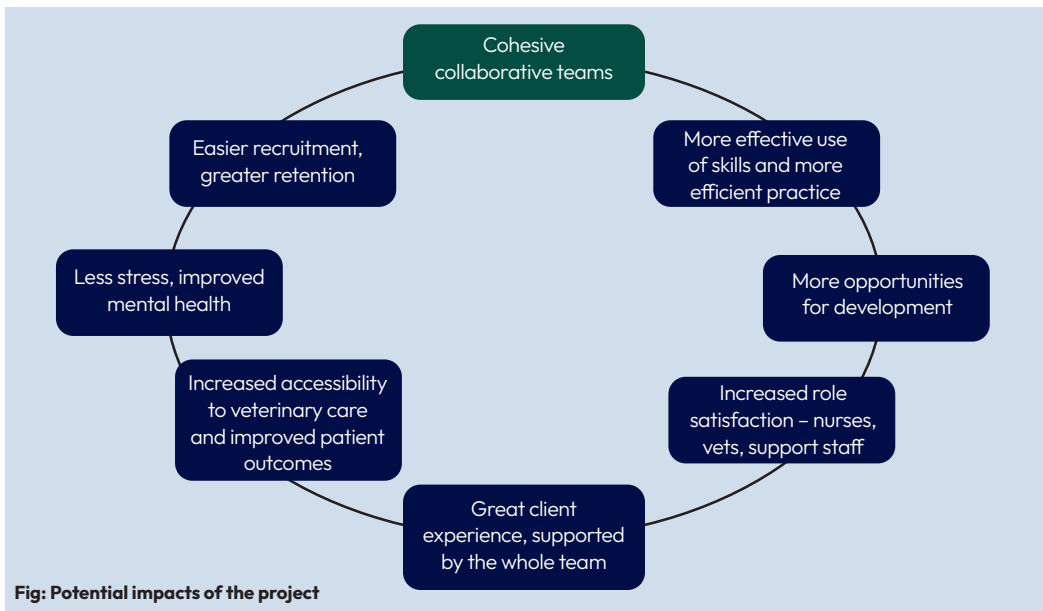 Cohesive
collaborative teams
More effective use
of skills and more
efficient practice
More opportunities
for development
Increased role
satisfaction – nurses,
vets, support staff
Great client
experience, supported
by the whole team
Increased accessibility
to veterinary care
and improved patient
outcomes
Less stress, improved
mental health
Easier recruitment,
greater retention
Fig: Potential impacts of the project